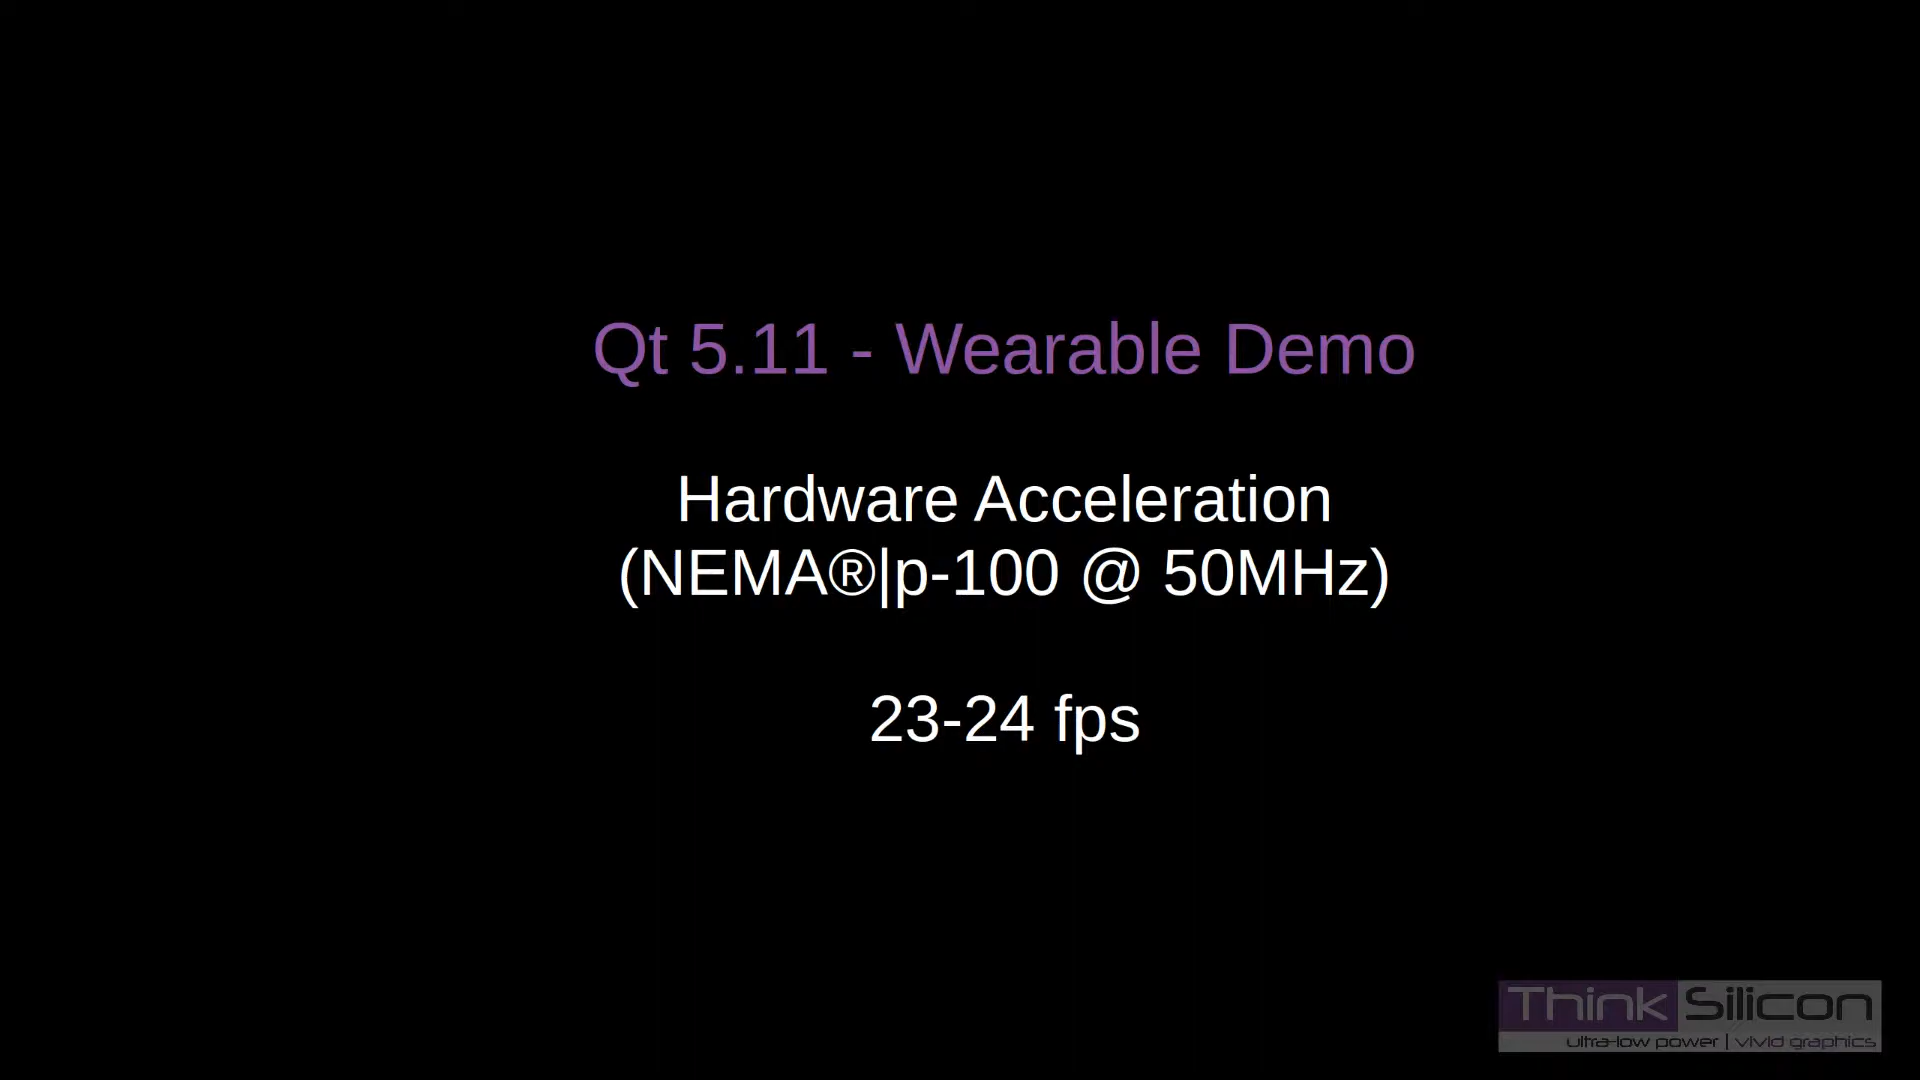 Qt 5.11 - Wearable Demo
Hardware Acceleration
(NEMA®|p-100 @ 50MHz)
23-24 fps
Think Silicon
ultra-low power | vivid graphics